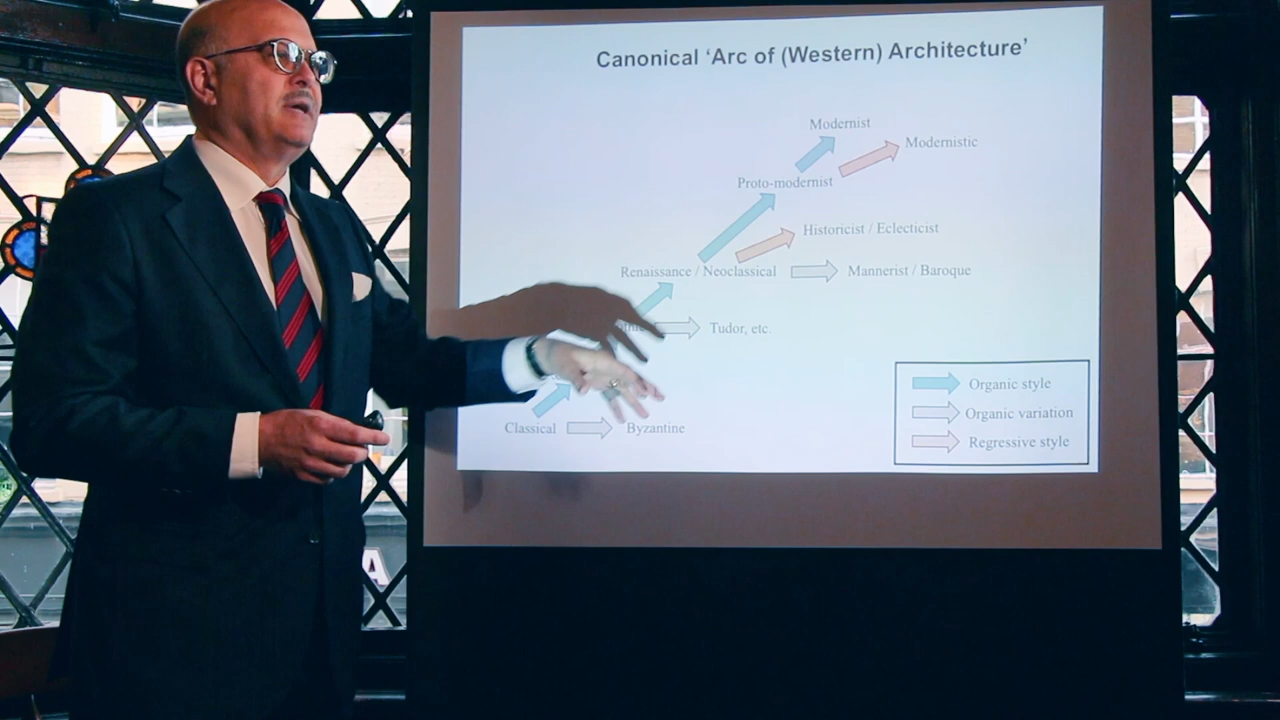 Canonical ‘Arc of (Western) Architecture’
Modernist
Modernistic
Proto-modernist
Historicist / Eclecticist
Renaissance / Neoclassical
Mannerist / Baroque
Tudor, etc.
Organic style
Organic variation
Classical
Byzantine
Regressive style
A